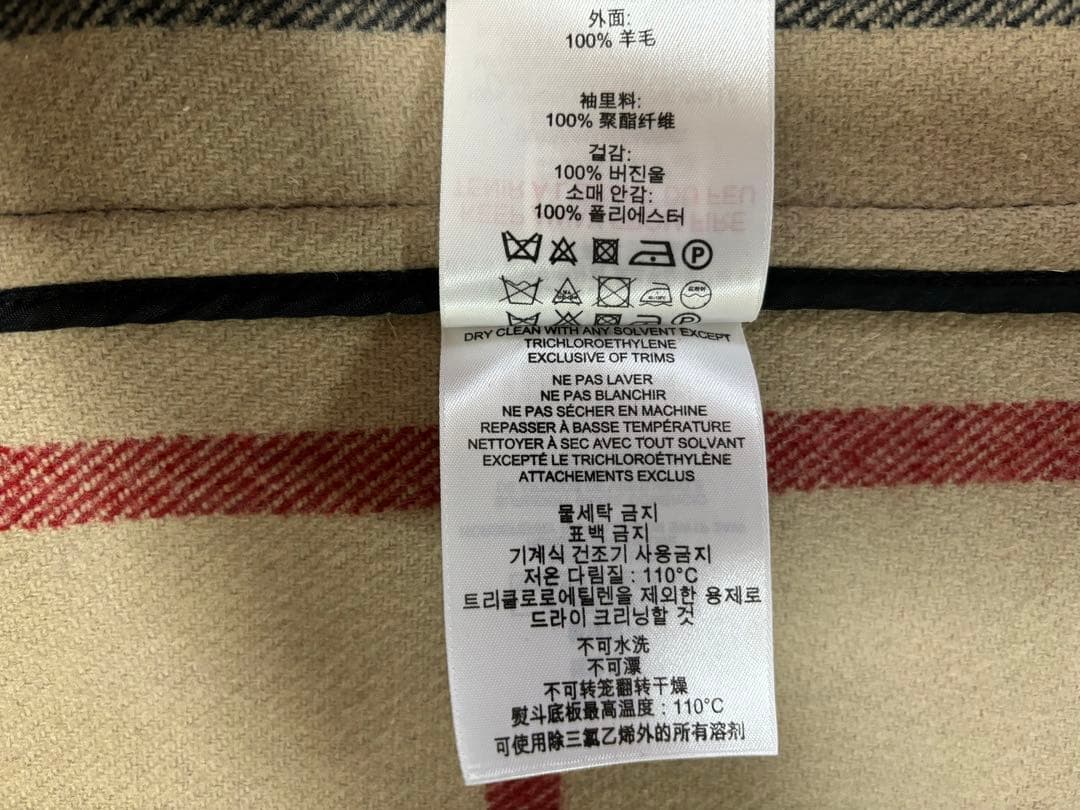 外面:
100% 羊毛
袖里料:
100% 聚酯纤维
겉감:
100% 버진울
소매 안감:
100% 폴리에스터
P
DRY CLEAN WITH ANY SOLVENT EXCEPT
TRICHLOROETHYLENE
EXCLUSIVE OF TRIMS
NE PAS LAVER
NE PAS BLANCHIR
NE PAS SÉCHER EN MACHINE
REPASSER À BASSE TEMPÉRATURE
NETTOYER À SEC AVEC TOUT SOLVANT
EXCEPTÉ LE TRICHLOROÉTHYLÈNE
ATTACHEMENTS EXCLUS
물세탁 금지
표백 금지
기계식 건조기 사용금지
저온 다림질 : 110°C
트리클로로에틸렌을 제외한 용제로
드라이 크리닝할 것
不可水洗
不可漂
不可转笼翻转干燥
熨斗底板最高温度 : 110°C
可使用除三氯乙烯外的所有溶剂